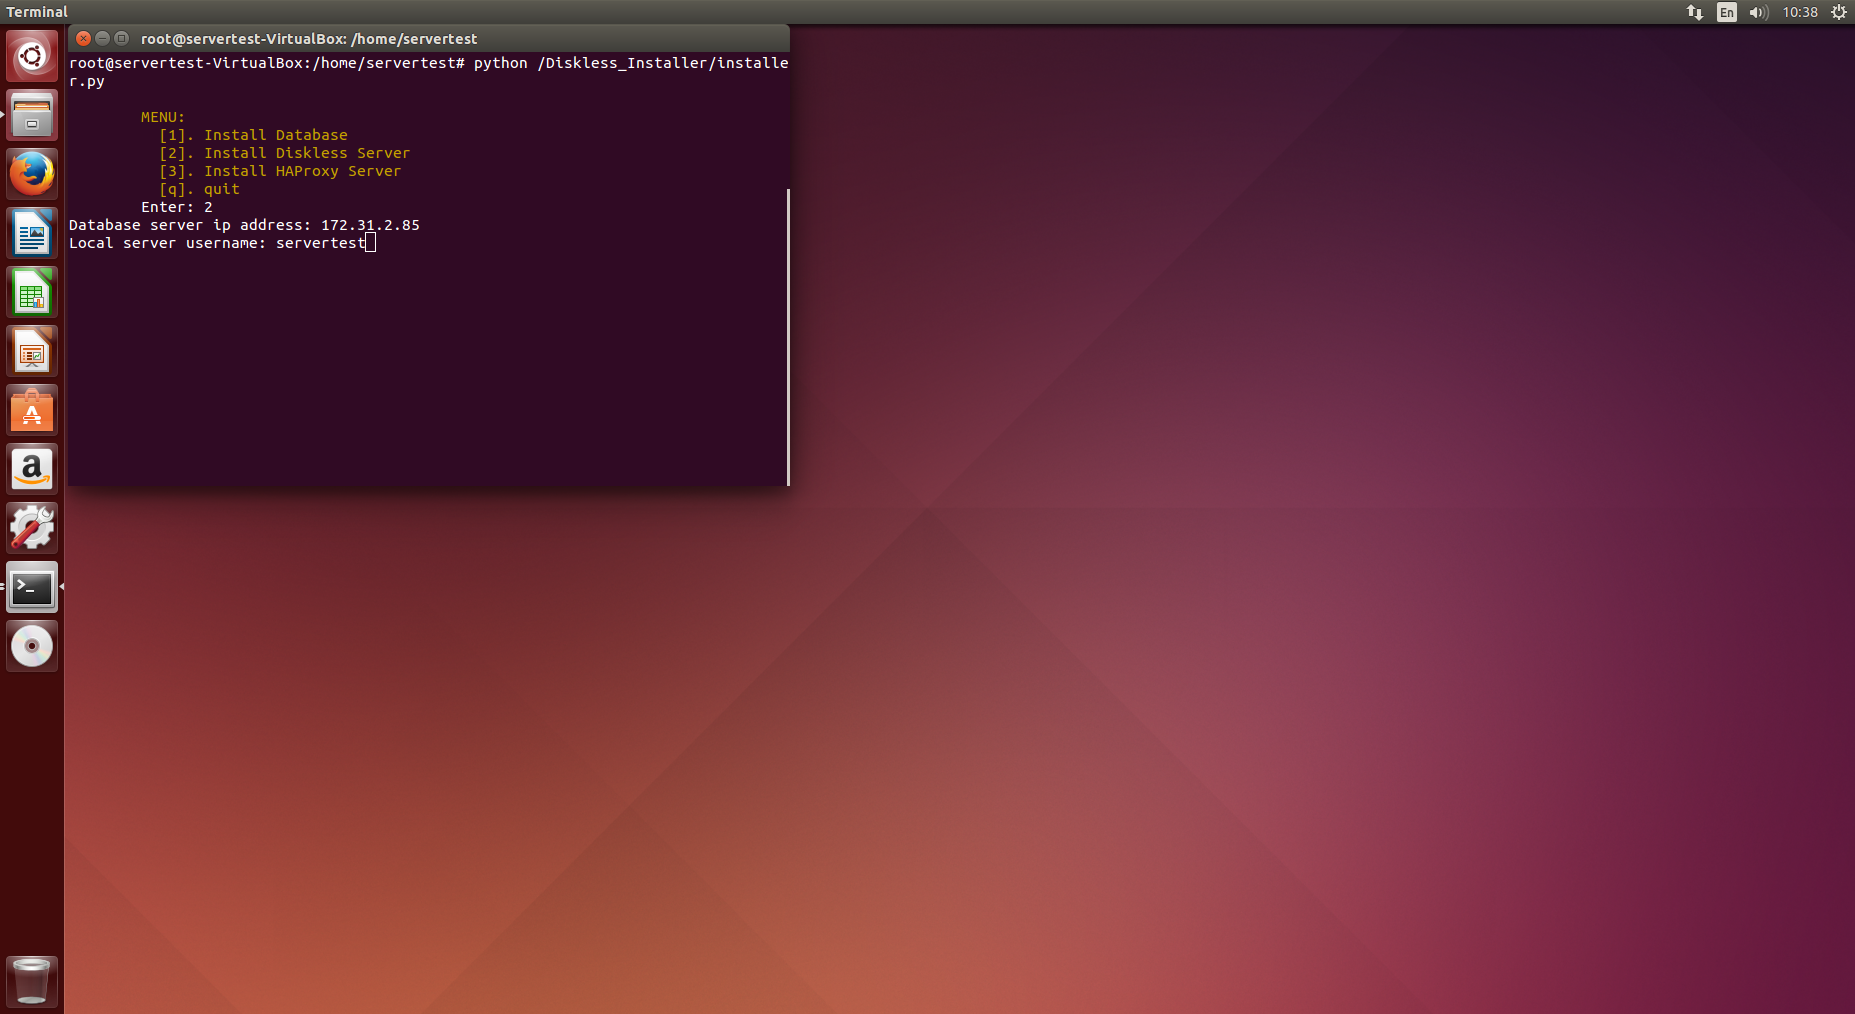 Terminal
En
10:38
root@servertest-VirtualBox: /home/servertest
root@servertest-VirtualBox:/home/servertest# python /Diskless_Installer/installe
r.py
MENU:
[1]. Install Database
[2]. Install Diskless Server
[3]. Install HAProxy Server
[q]. quit
Enter: 2
Database server ip address: 172.31.2.85
Local server username: servertest